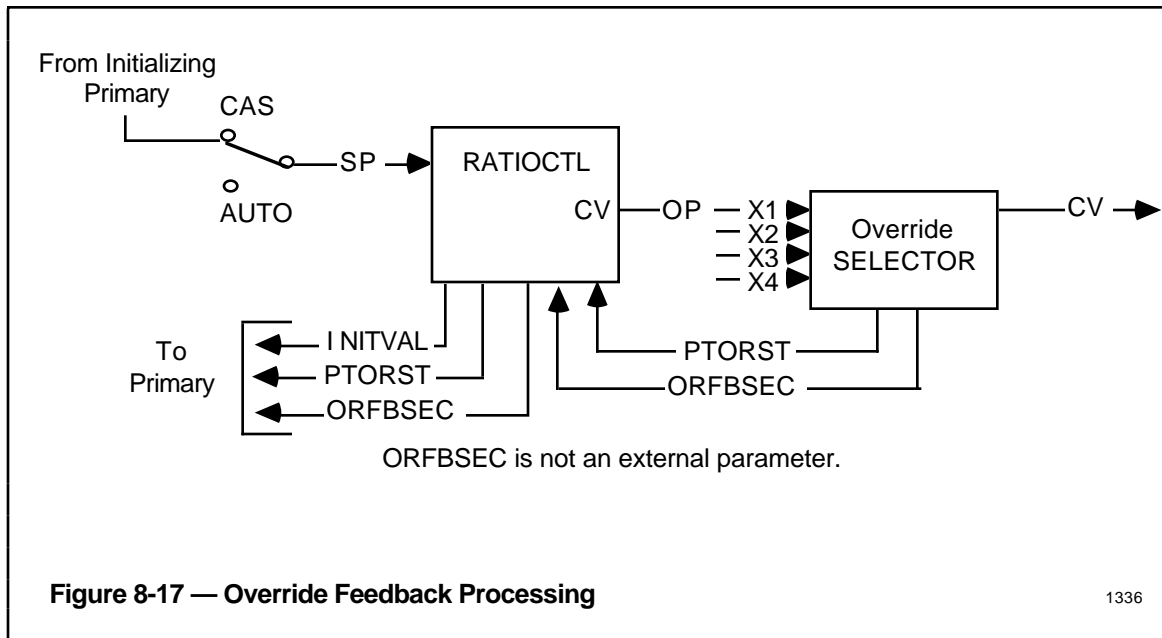 From Initializing
Primary
CAS
SP
AUTO
RATIOCTL
CV
OP
X1
X2
X3
X4
Override
SELECTOR
CV
To
Primary
I NITVAL
PTORST
ORFBSEC
PTORST
ORFBSEC
ORFBSEC is not an external parameter.
Figure 8-17 — Override Feedback Processing
1336